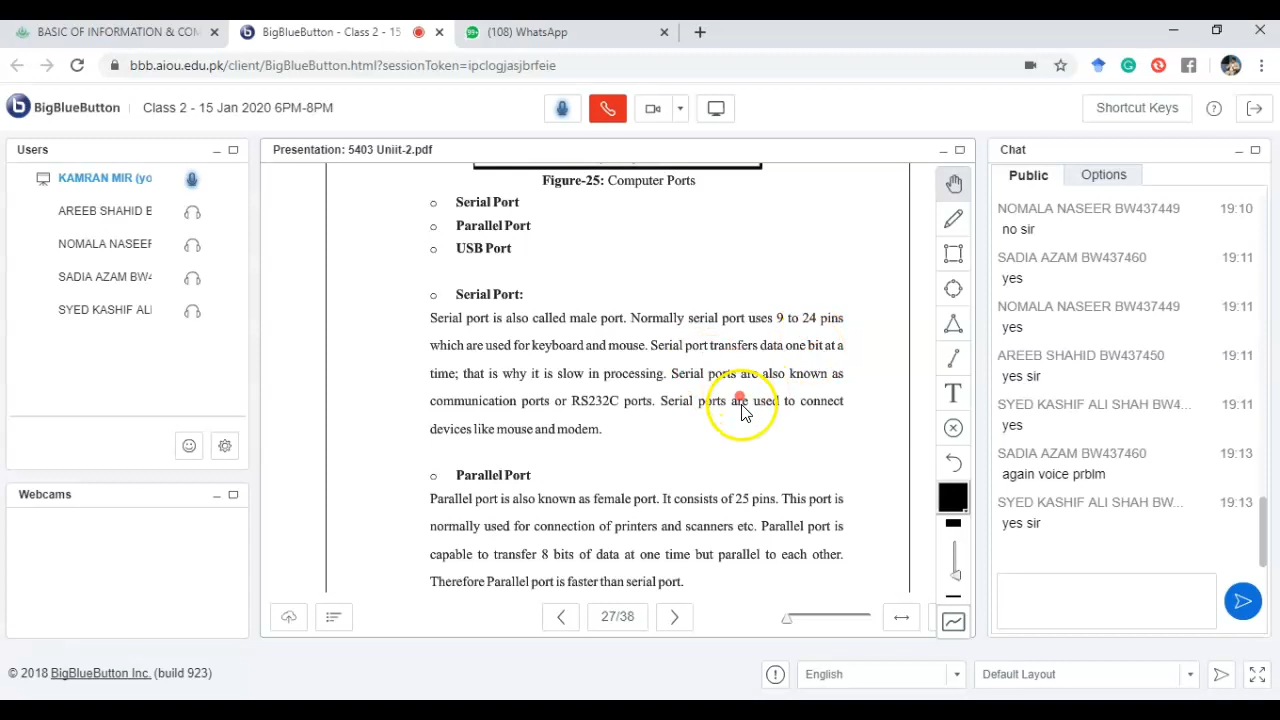 BASIC OF INFORMATION & COM
BigBlueButton - Class 2 - 15
99+
(108) WhatsApp
bbb.aiou.edu.pk/client/BigBlueButton.html?sessionToken=ipclogjasjbrfeie
BigBlueButton
Class 2 - 15 Jan 2020 6PM-8PM
Shortcut Keys
Users
KAMRAN MIR (yo
AREEB SHAHID B
NOMALA NASEEF
SADIA AZAM BW4
SYED KASHIF ALI
Webcams
Presentation: 5403 Uniit-2.pdf
Figure-25: Computer Ports
Serial Port
Parallel Port
USB Port
Serial Port:
Serial port is also called male port. Normally serial port uses 9 to 24 pins
which are used for keyboard and mouse. Serial port transfers data one bit at a
time; that is why it is slow in processing. Serial ports are also known as
communication ports or RS232C ports. Serial ports are used to connect
devices like mouse and modem.
Parallel Port
Parallel port is also known as female port. It consists of 25 pins. This port is
normally used for connection of printers and scanners etc. Parallel port is
capable to transfer 8 bits of data at one time but parallel to each other.
Therefore Parallel port is faster than serial port.
27/38
T
Chat
Public
Options
NOMALA NASEER BW437449 19:10
no sir
SADIA AZAM BW437460 19:11
yes
NOMALA NASEER BW437449 19:11
yes
AREEB SHAHID BW437450 19:11
yes sir
SYED KASHIF ALI SHAH BW4... 19:11
yes
SADIA AZAM BW437460 19:13
again voice prblm
SYED KASHIF ALI SHAH BW... 19:13
yes sir
© 2018 BigBlueButton Inc. (build 923)
English
Default Layout